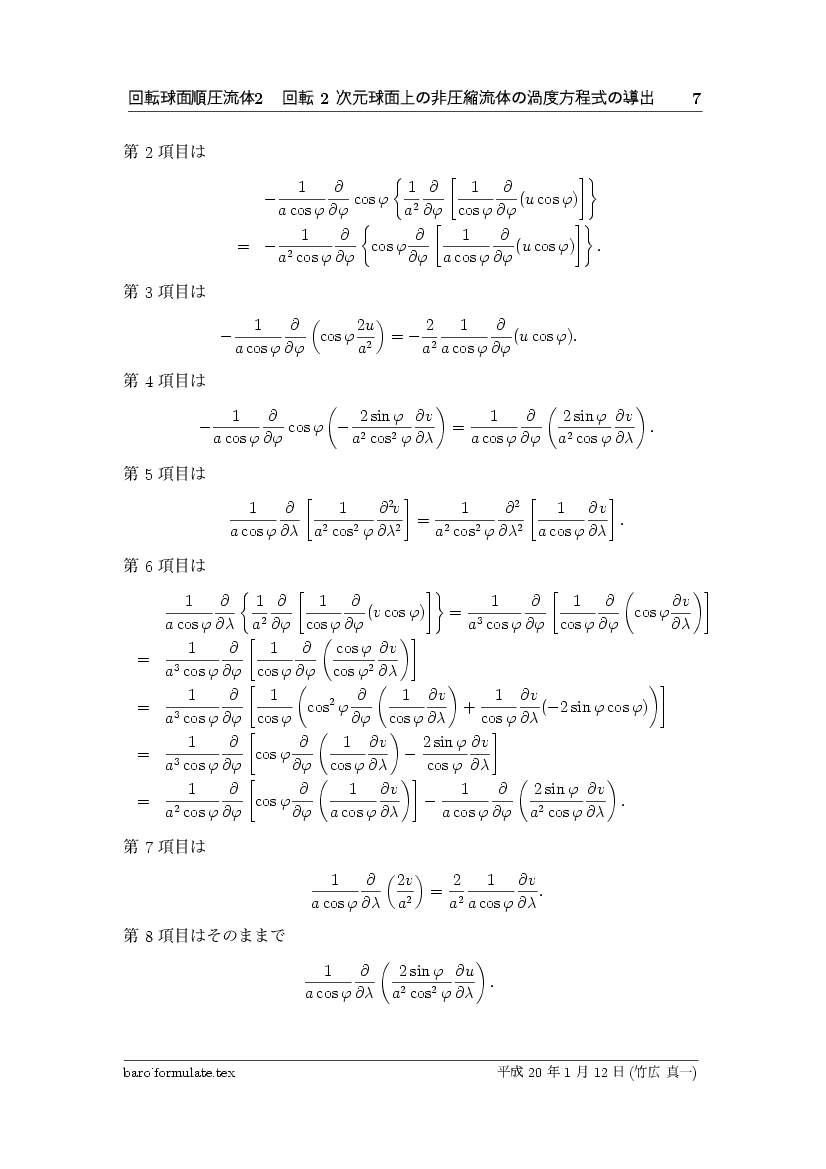 回転球面順圧流体2 回転 2 次元球面上の非圧縮流体の渦度方程式の導出 7
第 2 項目は
$-\frac{1}{a\cos\varphi}\frac{\partial}{\partial\varphi}\cos\varphi\left\{\frac{1}{a^2}\frac{\partial}{\partial\varphi}\left[\frac{1}{\cos\varphi}\frac{\partial}{\partial\varphi}(u\cos\varphi)\right]\right\}$
$= -\frac{1}{a^2\cos\varphi}\frac{\partial}{\partial\varphi}\left\{\cos\varphi\frac{\partial}{\partial\varphi}\left[\frac{1}{a\cos\varphi}\frac{\partial}{\partial\varphi}(u\cos\varphi)\right]\right\}.$
第 3 項目は
$-\frac{1}{a\cos\varphi}\frac{\partial}{\partial\varphi}\left(\cos\varphi\frac{2u}{a^2}\right) = -\frac{2}{a^2}\frac{1}{a\cos\varphi}\frac{\partial}{\partial\varphi}(u\cos\varphi).$
第 4 項目は
$-\frac{1}{a\cos\varphi}\frac{\partial}{\partial\varphi}\cos\varphi\left(-\frac{2\sin\varphi}{a^2\cos^2\varphi}\frac{\partial v}{\partial\lambda}\right) = \frac{1}{a\cos\varphi}\frac{\partial}{\partial\varphi}\left(\frac{2\sin\varphi}{a^2\cos\varphi}\frac{\partial v}{\partial\lambda}\right).$
第 5 項目は
$\frac{1}{a\cos\varphi}\frac{\partial}{\partial\lambda}\left[\frac{1}{a^2\cos^2\varphi}\frac{\partial^2 v}{\partial\lambda^2}\right] = \frac{1}{a^2\cos^2\varphi}\frac{\partial^2}{\partial\lambda^2}\left[\frac{1}{a\cos\varphi}\frac{\partial v}{\partial\lambda}\right].$
第 6 項目は
$\frac{1}{a\cos\varphi}\frac{\partial}{\partial\lambda}\left\{\frac{1}{a^2}\frac{\partial}{\partial\varphi}\left[\frac{1}{\cos\varphi}\frac{\partial}{\partial\varphi}(v\cos\varphi)\right]\right\} = \frac{1}{a^3\cos\varphi}\frac{\partial}{\partial\varphi}\left[\frac{1}{\cos\varphi}\frac{\partial}{\partial\varphi}\left(\cos\varphi\frac{\partial v}{\partial\lambda}\right)\right]$
$= \frac{1}{a^3\cos\varphi}\frac{\partial}{\partial\varphi}\left[\frac{1}{\cos\varphi}\frac{\partial}{\partial\varphi}\left(\frac{\cos\varphi}{\cos\varphi^2}\frac{\partial v}{\partial\lambda}\right)\right]$
$= \frac{1}{a^3\cos\varphi}\frac{\partial}{\partial\varphi}\left[\frac{1}{\cos\varphi}\left(\cos^2\varphi\frac{\partial}{\partial\varphi}\left(\frac{1}{\cos\varphi}\frac{\partial v}{\partial\lambda}\right)+\frac{1}{\cos\varphi}\frac{\partial v}{\partial\lambda}(-2\sin\varphi\cos\varphi)\right)\right]$
$= \frac{1}{a^3\cos\varphi}\frac{\partial}{\partial\varphi}\left[\cos\varphi\frac{\partial}{\partial\varphi}\left(\frac{1}{\cos\varphi}\frac{\partial v}{\partial\lambda}\right)-\frac{2\sin\varphi}{\cos\varphi}\frac{\partial v}{\partial\lambda}\right]$
$= \frac{1}{a^2\cos\varphi}\frac{\partial}{\partial\varphi}\left[\cos\varphi\frac{\partial}{\partial\varphi}\left(\frac{1}{a\cos\varphi}\frac{\partial v}{\partial\lambda}\right)\right]-\frac{1}{a\cos\varphi}\frac{\partial}{\partial\varphi}\left(\frac{2\sin\varphi}{a^2\cos\varphi}\frac{\partial v}{\partial\lambda}\right).$
第 7 項目は
$\frac{1}{a\cos\varphi}\frac{\partial}{\partial\lambda}\left(\frac{2v}{a^2}\right) = \frac{2}{a^2}\frac{1}{a\cos\varphi}\frac{\partial v}{\partial\lambda}.$
第 8 項目はそのままで
$\frac{1}{a\cos\varphi}\frac{\partial}{\partial\lambda}\left(\frac{2\sin\varphi}{a^2\cos^2\varphi}\frac{\partial u}{\partial\lambda}\right).$
baro˙formulate.tex 平成 20 年 1 月 12 日 (竹広 真一)